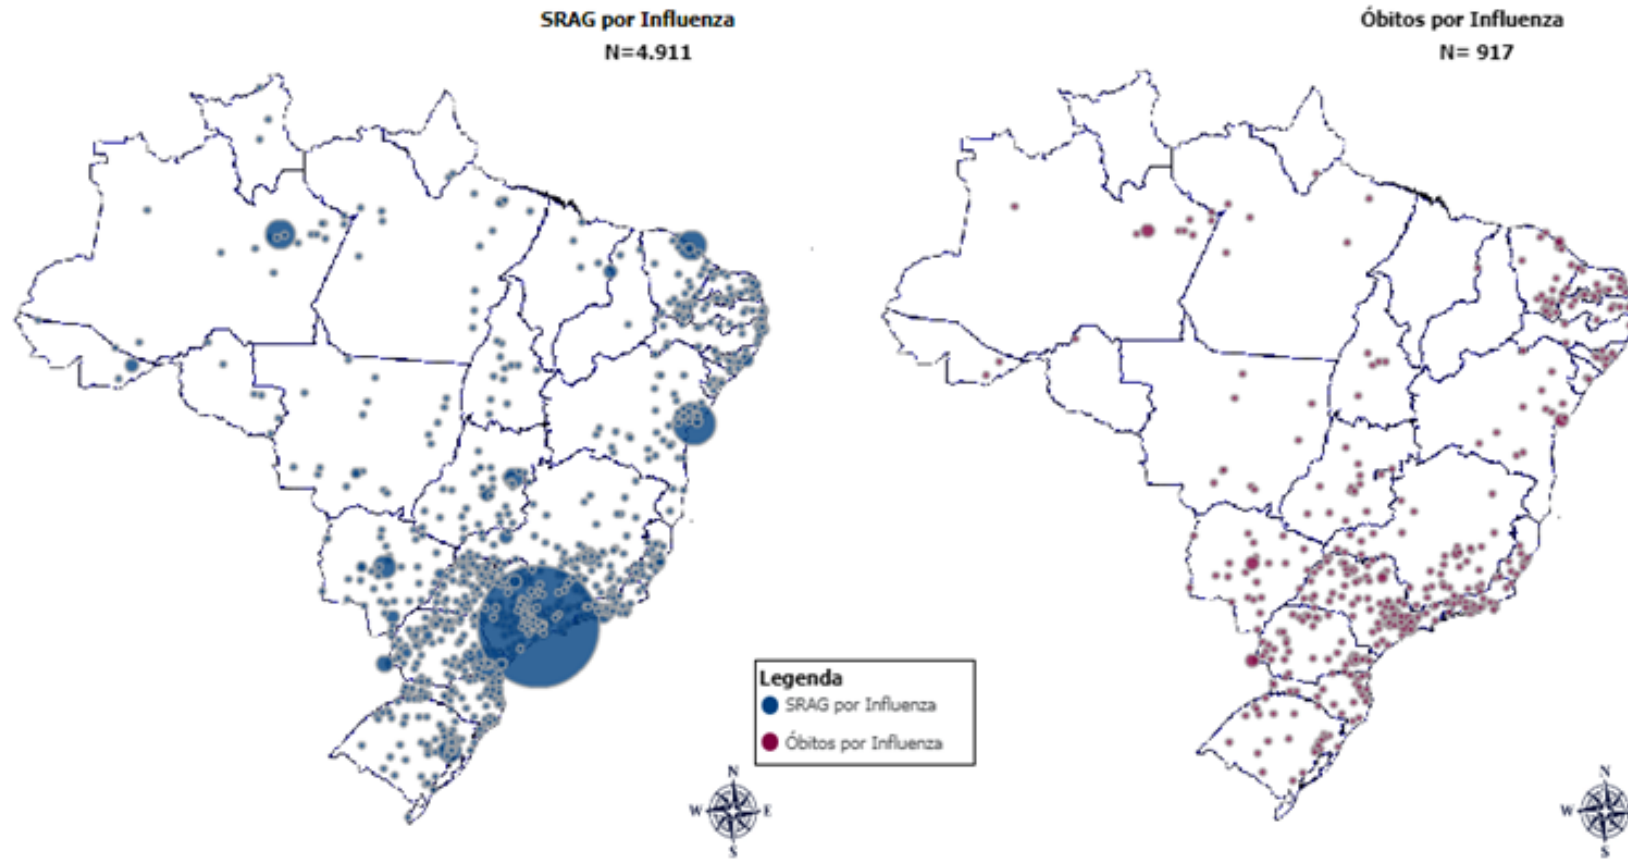 SRAG por Influenza
N=4.911
Óbitos por Influenza
N= 917
Legenda
SRAG por Influenza
Óbitos por Influenza
N
W E
S
N
W
S